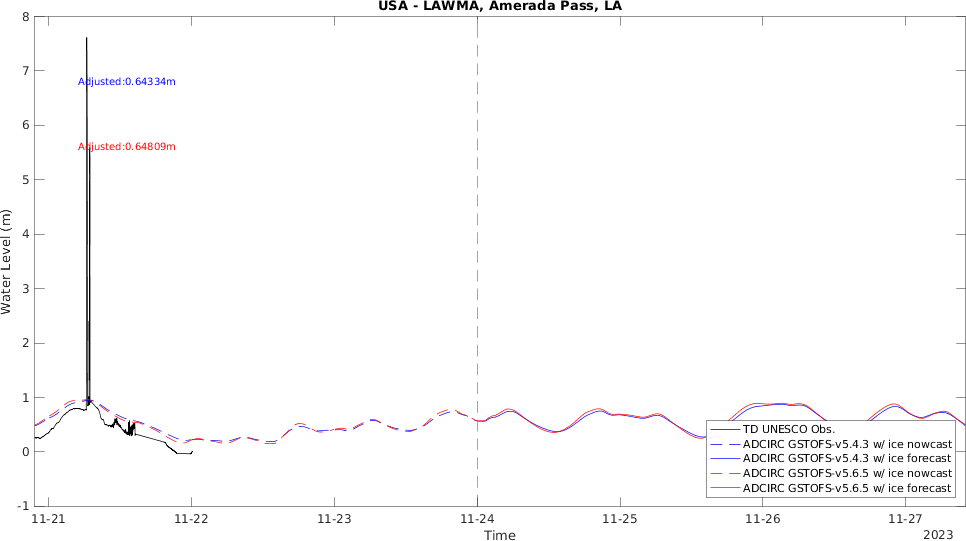 USA - LAWMA, Amerada Pass, LA
8
7
6
5
4
3
2
1
0
-1
Water Level (m)
Adjusted:0.64334m
Adjusted:0.64809m
TD UNESCO Obs.
ADCIRC GSTOFS-v5.4.3 w/ ice nowcast
ADCIRC GSTOFS-v5.4.3 w/ ice forecast
ADCIRC GSTOFS-v5.6.5 w/ ice nowcast
ADCIRC GSTOFS-v5.6.5 w/ ice forecast
11-21 11-22 11-23 11-24 11-25 11-26 11-27
Time
2023